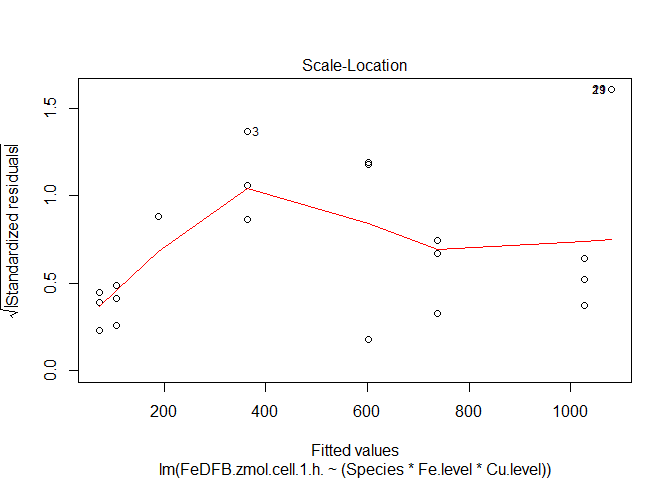 Scale-Location
√|Standardized residuals|
0.0 0.5 1.0 1.5
3
200 400 600 800 1000
Fitted values
lm(FeDFB.zmol.cell.1.h. ~ (Species * Fe.level * Cu.level))